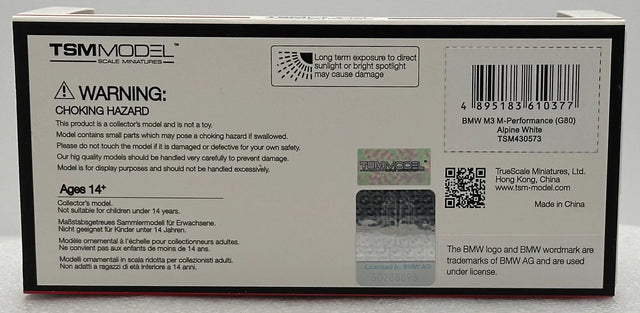 TSMMODEL™
SCALE MINIATURES
Long term exposure to direct
sunlight or bright spotlight
may cause damage
WARNING:
CHOKING HAZARD
This product is a collector's model and is not a toy.
Model contains small parts which may pose a choking hazard if swallowed.
Please do not touch the model if it is damaged or defective for your own safety.
Our hig quality models should be handled very carefully to prevent damage.
Model is for display purposes and should not be handled excessively.
Ages 14+
Collector's model.
Not suitable for children under 14 years.
Maßstabsgetreues Sammlermodell für Erwachsene.
Nicht geeignet für Kinder unter 14 Jahren.
Modèle ornemental à l'échelle pour collectionneurs adultes.
Ne convient pas aux enfants de moins de 14 ans.
Modelli ornamental in scala ridotta per collezionisti adulti.
Non adatti a ragazzi di età inferiore a 14 anni.
TSMMODEL
Licensed by BMW AG
4 895183 610377
BMW M3 M-Performance (G80)
Alpine White
TSM430573
TrueScale Miniatures, Ltd.
Hong Kong, China
www.tsm-model.com
Made in China
The BMW logo and BMW wordmark are
trademarks of BMW AG and are used
under license.